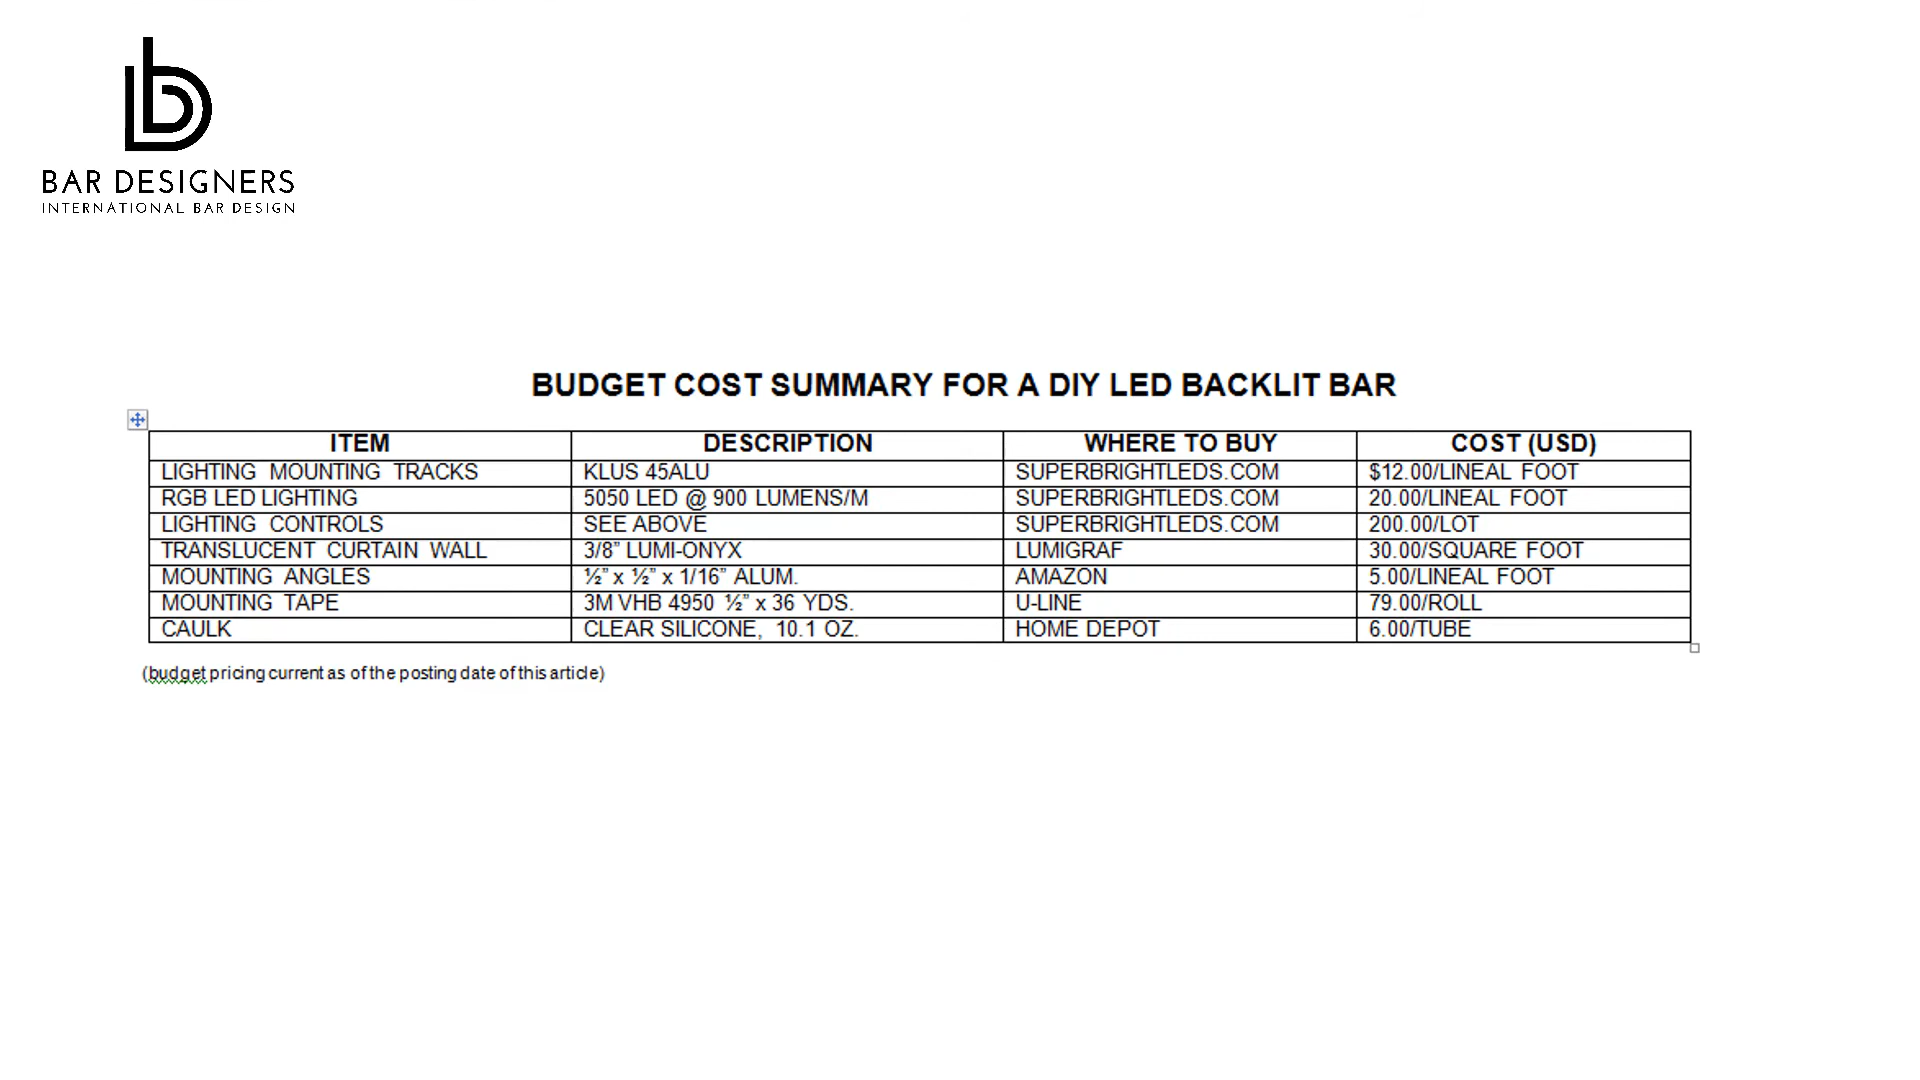 BAR DESIGNERS
INTERNATIONAL BAR DESIGN
BUDGET COST SUMMARY FOR A DIY LED BACKLIT BAR
ITEM DESCRIPTION WHERE TO BUY COST (USD)
LIGHTING MOUNTING TRACKS KLUS 45ALU SUPERBRIGHTLEDS.COM $12.00/LINEAL FOOT
RGB LED LIGHTING 5050 LED @ 900 LUMENS/M SUPERBRIGHTLEDS.COM 20.00/LINEAL FOOT
LIGHTING CONTROLS SEE ABOVE SUPERBRIGHTLEDS.COM 200.00/LOT
TRANSLUCENT CURTAIN WALL 3/8” LUMI-ONYX LUMIGRAF 30.00/SQUARE FOOT
MOUNTING ANGLES ½” x ½” x 1/16” ALUM. AMAZON 5.00/LINEAL FOOT
MOUNTING TAPE 3M VHB 4950 ½” x 36 YDS. U-LINE 79.00/ROLL
CAULK CLEAR SILICONE, 10.1 OZ. HOME DEPOT 6.00/TUBE
(budget pricing current as of the posting date of this article)